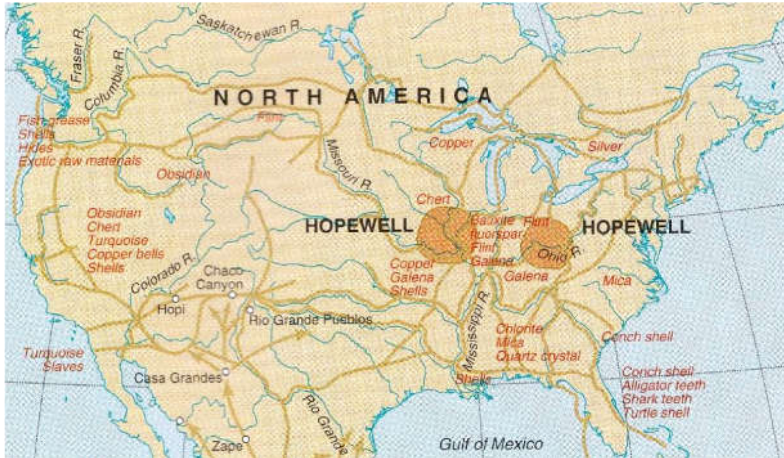 Saskatchewan R.
Fraser R.
Columbia R.
NORTH AMERICA
Fish grease
Shells
Hides
Exotic raw materials
Flint
Copper
Silver
Missouri R.
Obsidian
Chert
Obsidian
Chert
Turquoise
Copper bells
Shells
HOPEWELL
Bauxite
fluorspar
Flint
Galena
Flint
HOPEWELL
Ohio R.
Colorado R.
Chaco
Canyon
Copper
Galena
Shells
Galena
Mica
Hopi
Rio Grande Pueblos
Mississippi R.
Chlorite
Mica
Quartz crystal
Conch shell
Turquoise
Slaves
Casa Grandes
Shells
Conch shell
Alligator teeth
Shark teeth
Turtle shell
Rio Grande
Zape
Gulf of Mexico